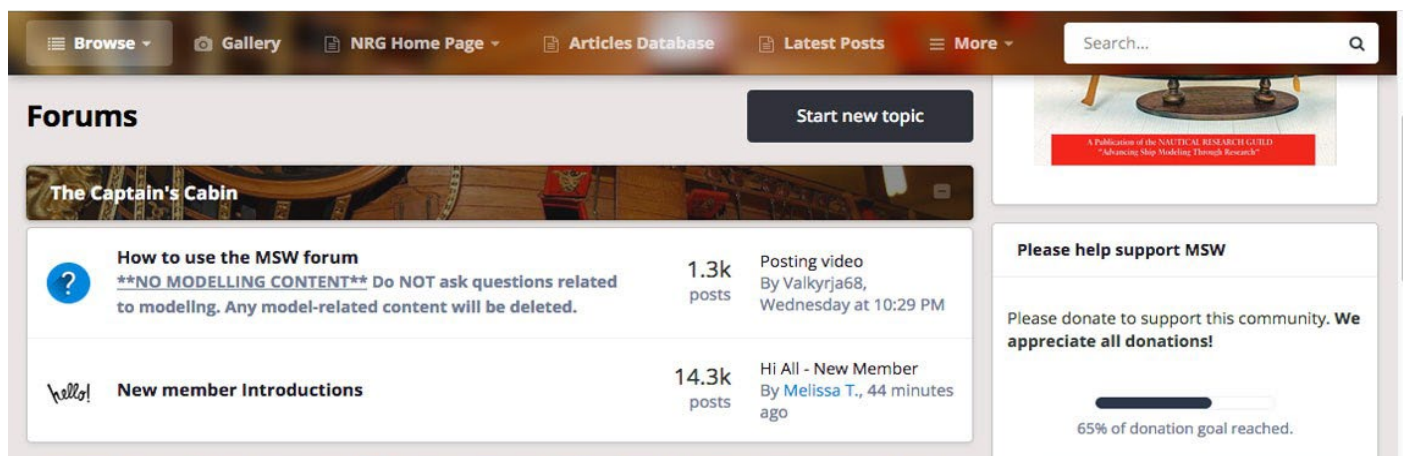 Browse
Gallery
NRG Home Page
Articles Database
Latest Posts
More
Search...
Forums
Start new topic
A Publication of the NAUTICAL RESEARCH GUILD
"Advancing Ship Modeling Through Research"
The Captain's Cabin
How to use the MSW forum
**NO MODELLING CONTENT** Do NOT ask questions related
to modellng. Any model-related content will be deleted.
1.3k
posts
Posting video
By Valkyrja68,
Wednesday at 10:29 PM
hello!
New member Introductions
14.3k
posts
Hi All - New Member
By Melissa T., 44 minutes
ago
Please help support MSW
Please donate to support this community. We
appreciate all donations!
65% of donation goal reached.